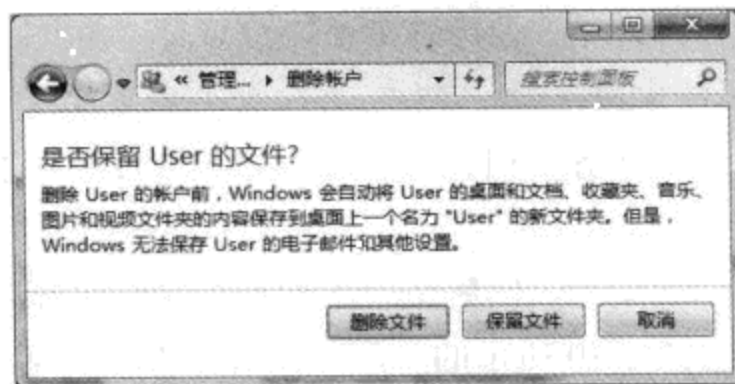 « 管理... ▸ 删除帐户
搜索控制面板
是否保留 User 的文件?
删除 User 的帐户前，Windows 会自动将 User 的桌面和文档、收藏夹、音乐、
图片和视频文件夹的内容保存到桌面上一个名为 "User" 的新文件夹。但是，
Windows 无法保存 User 的电子邮件和其他设置。
删除文件
保留文件
取消